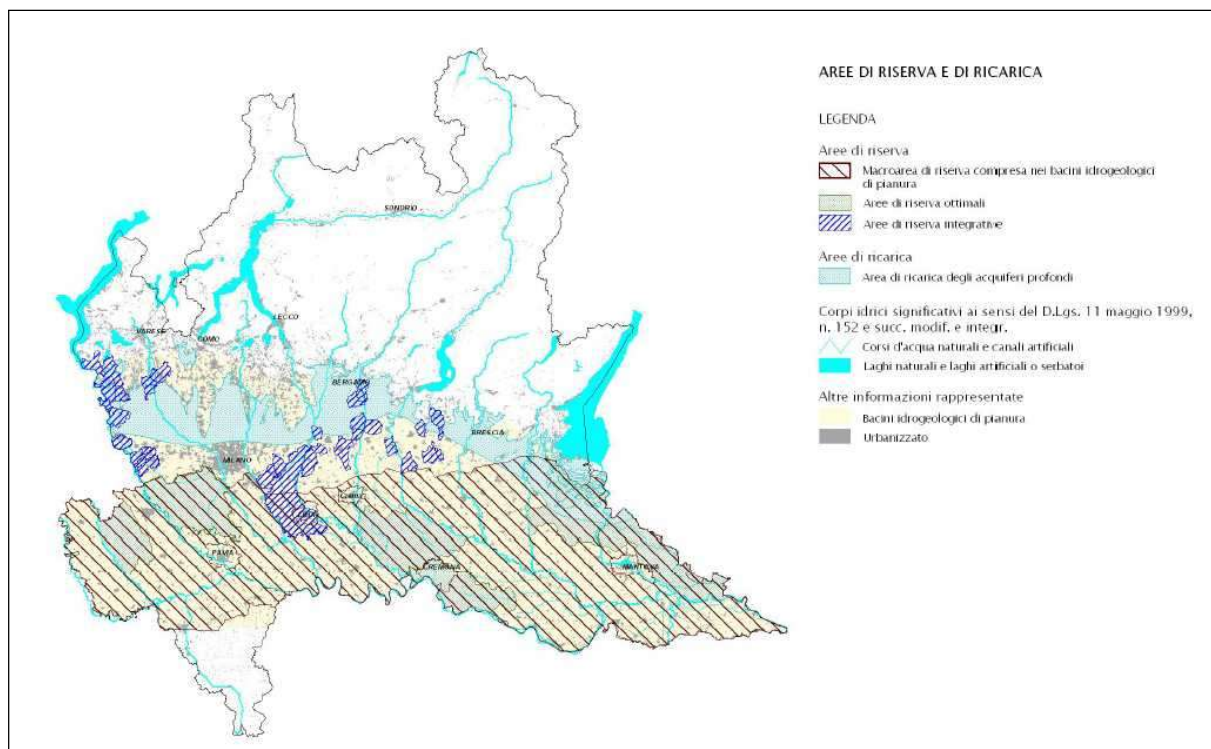 AREE DI RISERVA E DI RICARICA
LEGENDA
Aree di riserva
Macroarea di riserva compresa nei bacini idrogeologici
di pianura
Aree di riserva ottimali
Aree di riserva integrative
Aree di ricarica
Area di ricarica degli acquiferi profondi
Corpi idrici significativi ai sensi del D.Lgs. 11 maggio 1999,
n. 152 e succ. modif. e integr.
Corsi d'acqua naturali e canali artificiali
Laghi naturali e laghi artificiali o serbatoi
Altre informazioni rappresentate
Bacini idrogeologici di pianura
Urbanizzato
SONDRIO
LECCO
VARESE
COMO
BERGAMO
BRESCIA
MILANO
LODI
PAVIA
CREMONA
MANTOVA